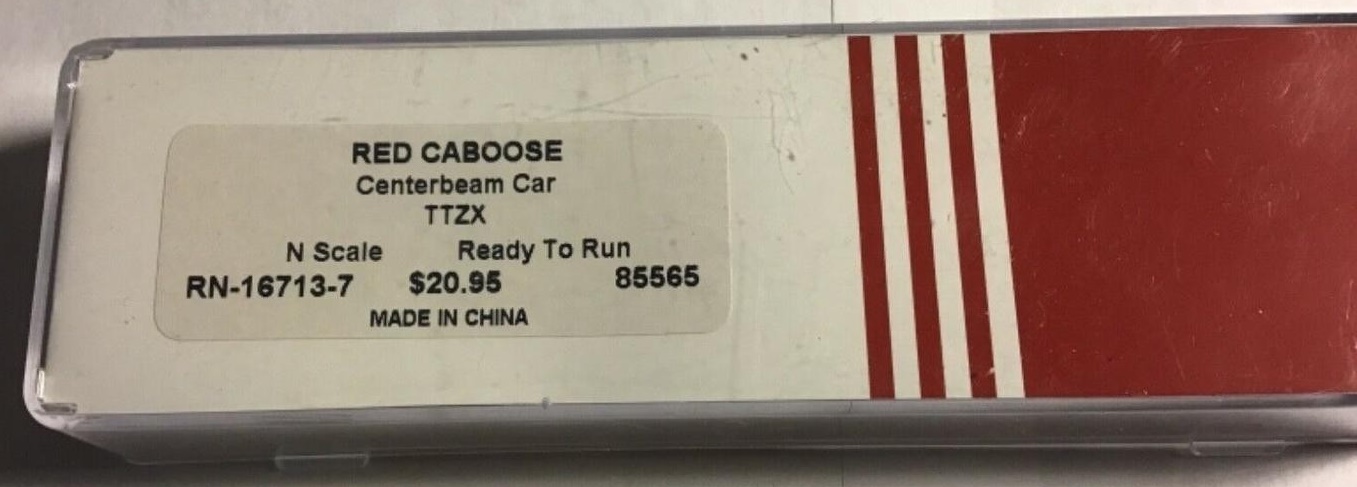 RED CABOOSE
Centerbeam Car
TTZX
N Scale Ready To Run
RN-16713-7 $20.95 85565
MADE IN CHINA